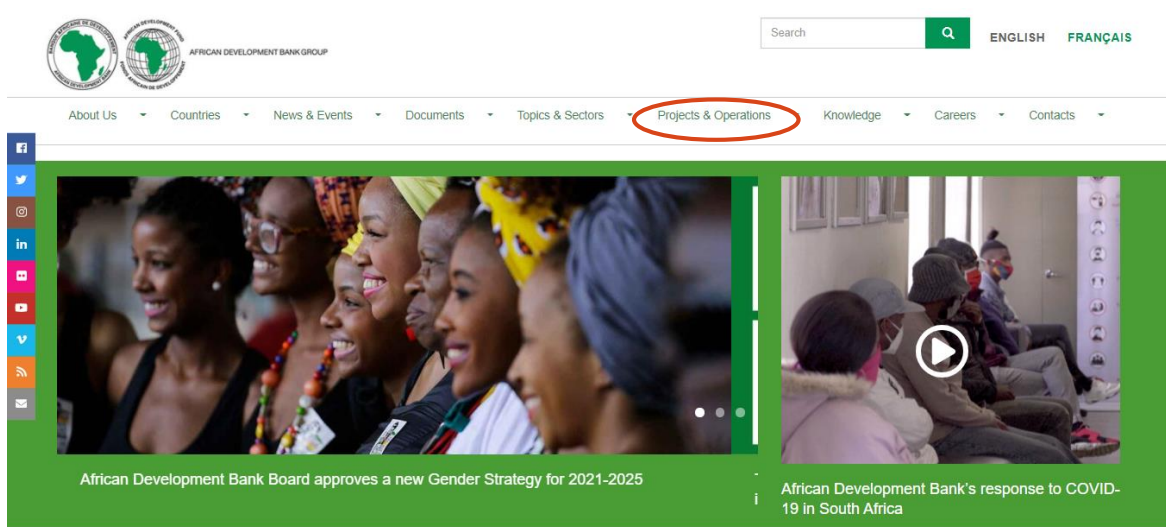 AFRICAN DEVELOPMENT BANK GROUP
Search
ENGLISH FRANÇAIS
About Us Countries News & Events Documents Topics & Sectors Projects & Operations Knowledge Careers Contacts
African Development Bank Board approves a new Gender Strategy for 2021-2025
African Development Bank’s response to COVID-
19 in South Africa